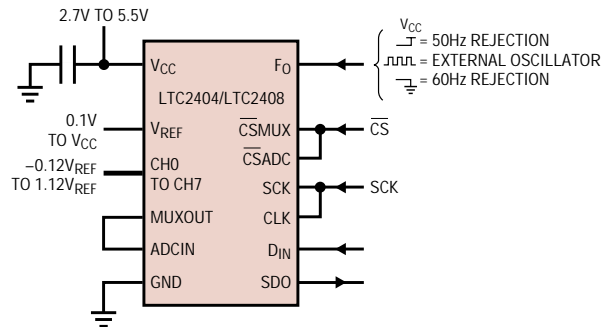 2.7V TO 5.5V
VCC
FO
LTC2404/LTC2408
VREF
CSMUX
CSADC
CH0
TO CH7
SCK
CLK
MUXOUT
ADCIN
DIN
GND
SDO
0.1V
TO VCC
–0.12VREF
TO 1.12VREF
VCC
= 50Hz REJECTION
= EXTERNAL OSCILLATOR
= 60Hz REJECTION
CS
SCK